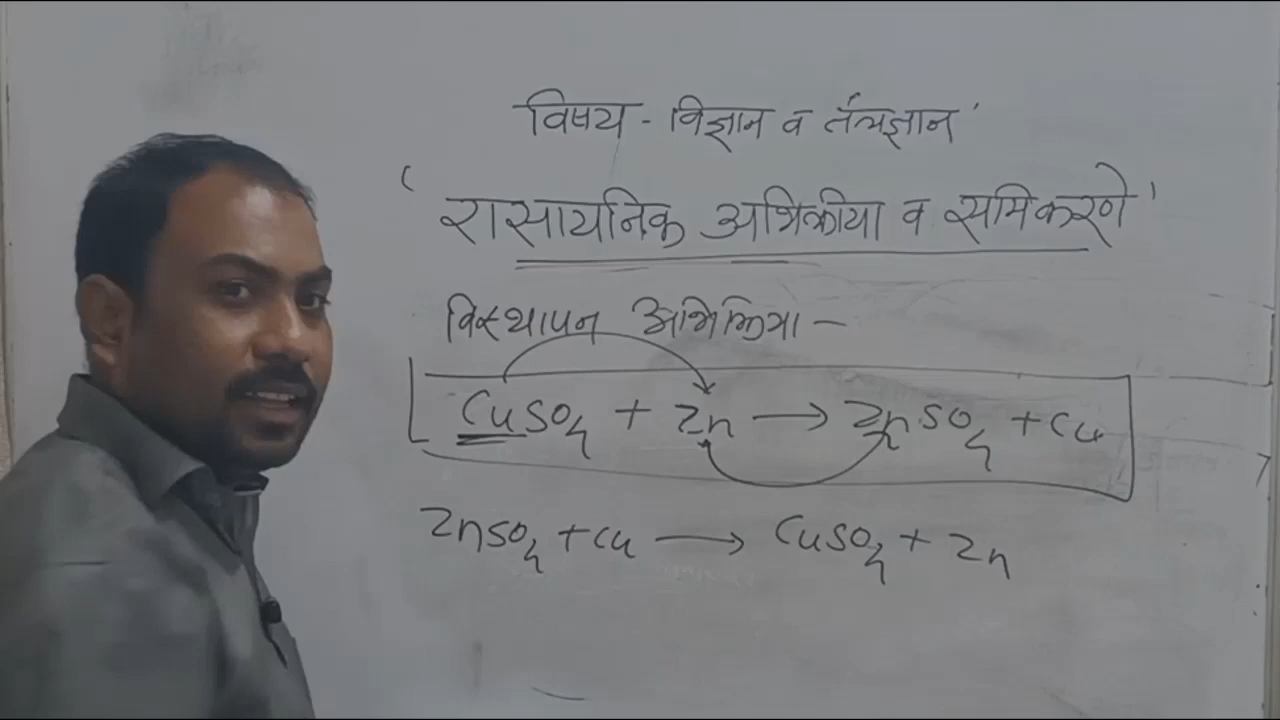 विषय - विज्ञान व तंत्रज्ञान '
' रासायनिक अभिक्रीया व समिकरणे '
विस्थापन अभिक्रिया -
CuSO4 + Zn → ZnSO4 + Cu
ZnSO4 + Cu → CuSO4 + Zn